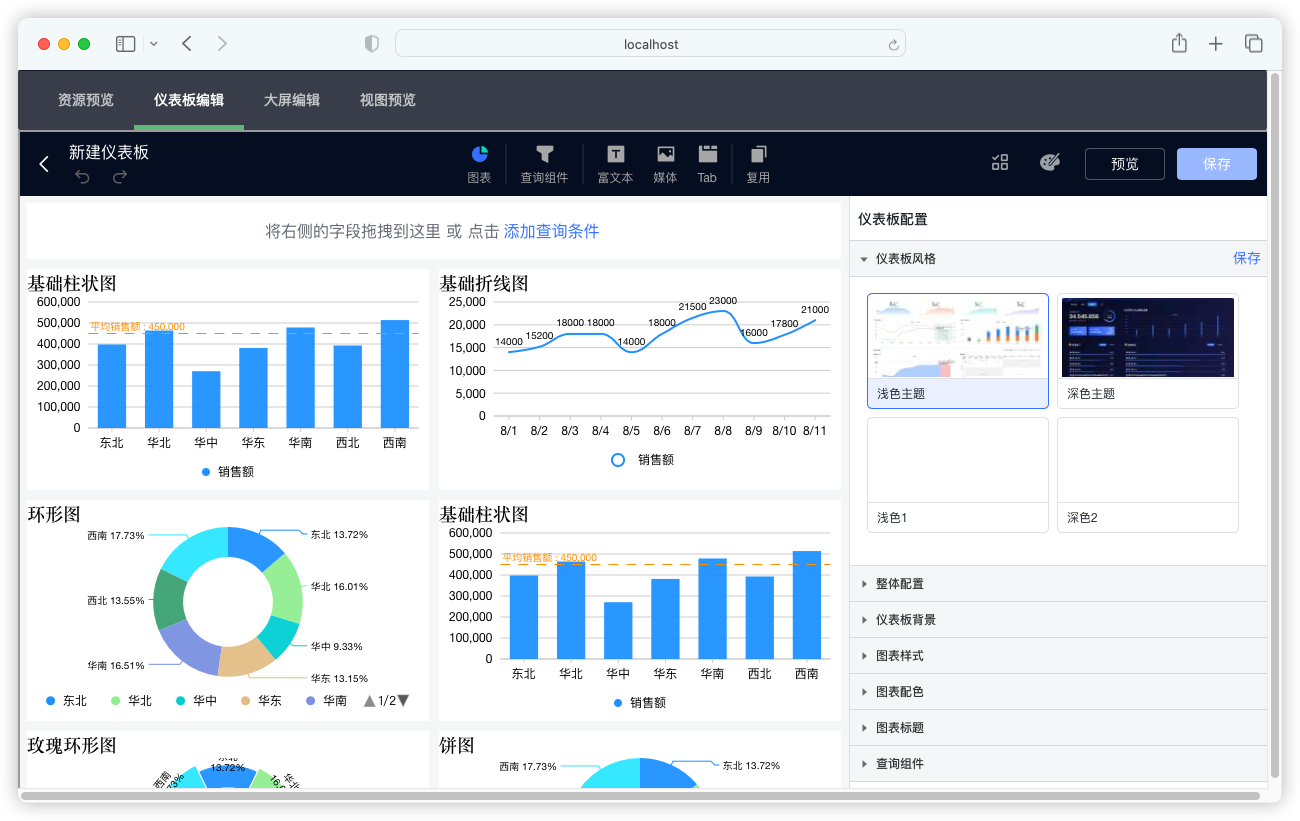 localhost
资源预览 仪表板编辑 大屏编辑 视图预览
新建仪表板
图表 查询组件 富文本 媒体 Tab 复用
预览 保存
将右侧的字段拖拽到这里 或 点击 添加查询条件
基础柱状图
600,000
500,000
400,000
300,000
200,000
100,000
0
平均销售额 : 450,000
东北 华北 华中 华东 华南 西北 西南
销售额
基础折线图
25,000
20,000
15,000
10,000
5,000
0
14000 15200 18000 18000 14000 18000 21500 23000 16000 17800 21000
8/1 8/2 8/3 8/4 8/5 8/6 8/7 8/8 8/9 8/10 8/11
销售额
环形图
西南 17.73% 东北 13.72%
西北 13.55% 华北 16.01%
华中 9.33%
华南 16.51% 华东 13.15%
东北 华北 华中 华东 华南 1/2
基础柱状图
600,000
500,000
400,000
300,000
200,000
100,000
0
平均销售额 : 450,000
东北 华北 华中 华东 华南 西北 西南
销售额
玫瑰环形图
13.72%
西南
华北
饼图
西南 17.73% 东北 13.72%
仪表板配置
仪表板风格 保存
34,545,658
浅色主题 深色主题
浅色1 深色2
整体配置
仪表板背景
图表样式
图表配色
图表标题
查询组件